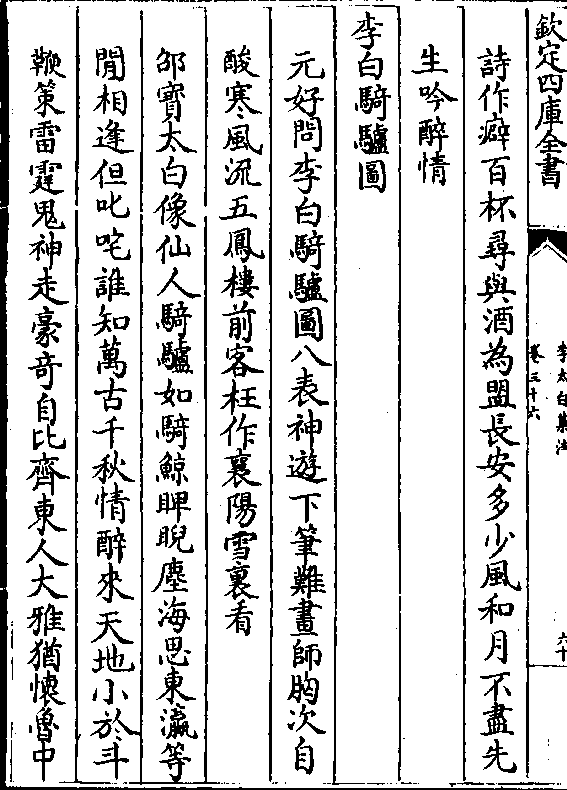 欽定四庫全書
李太白集注
卷三十六
六十
詩作癖百杯尋與酒為盟長安多少風和月不盡先
生吟醉情
李白騎驢圖
元好問李白騎驢圖八表神遊下筆難畫師胸次自
酸寒風流五鳳樓前客枉作襄陽雪裏看
邵寶太白像仙人騎驢如騎鯨睥睨塵海思東瀛等
閒相逢但叱咤誰知萬古千秋情醉來天地小於斗
鞭策雷霆鬼神走豪竒自比齊東人大雅猶懷魯中